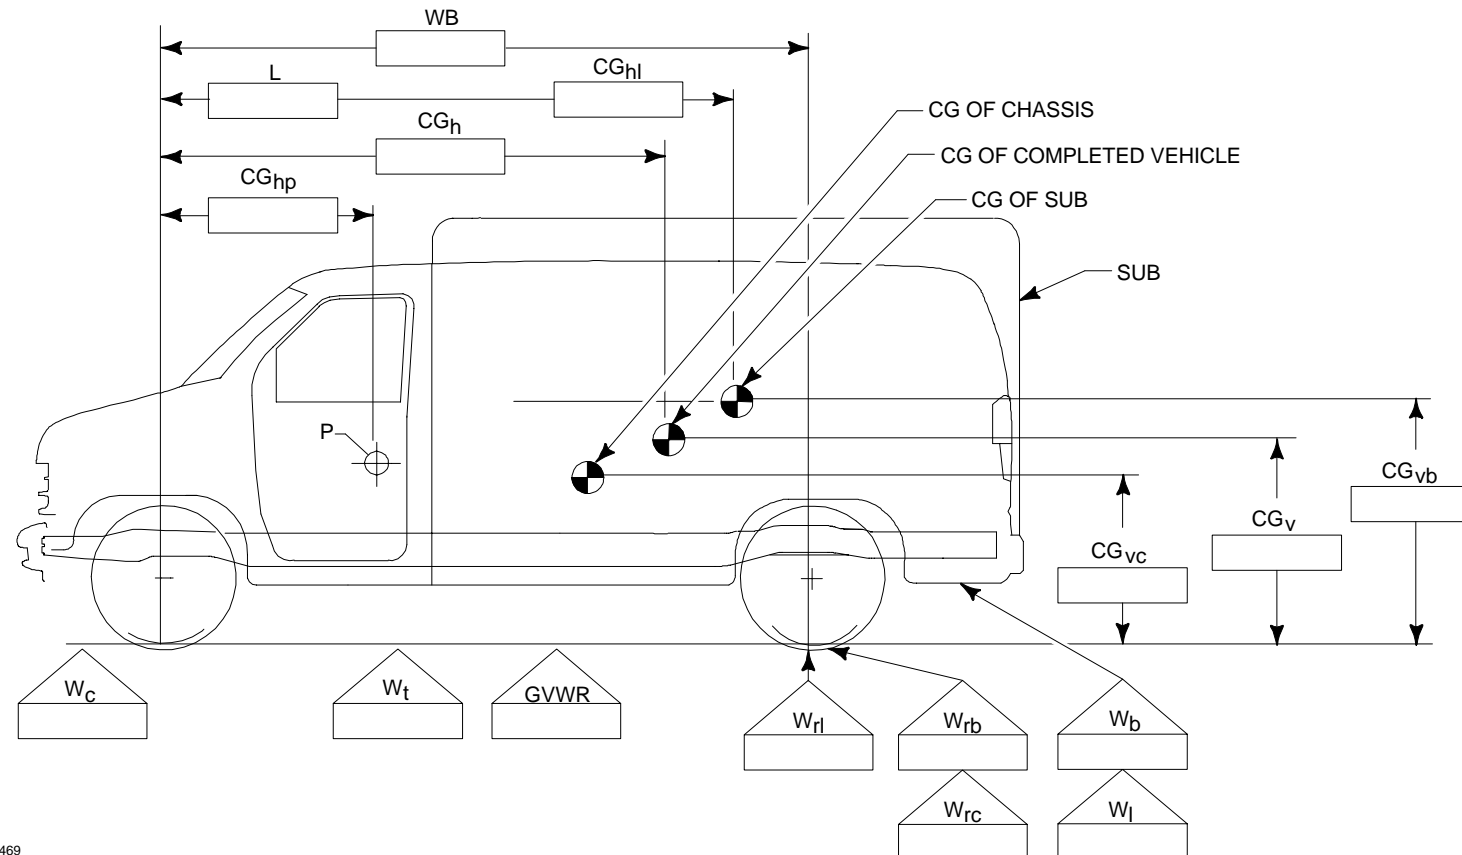 WB
L
CGhl
CGh
CGhp
CG OF CHASSIS
CG OF COMPLETED VEHICLE
CG OF SUB
SUB
P
CGvb
CGv
CGvc
Wc
Wt
GVWR
Wrl
Wrb
Wb
Wrc
Wl
469